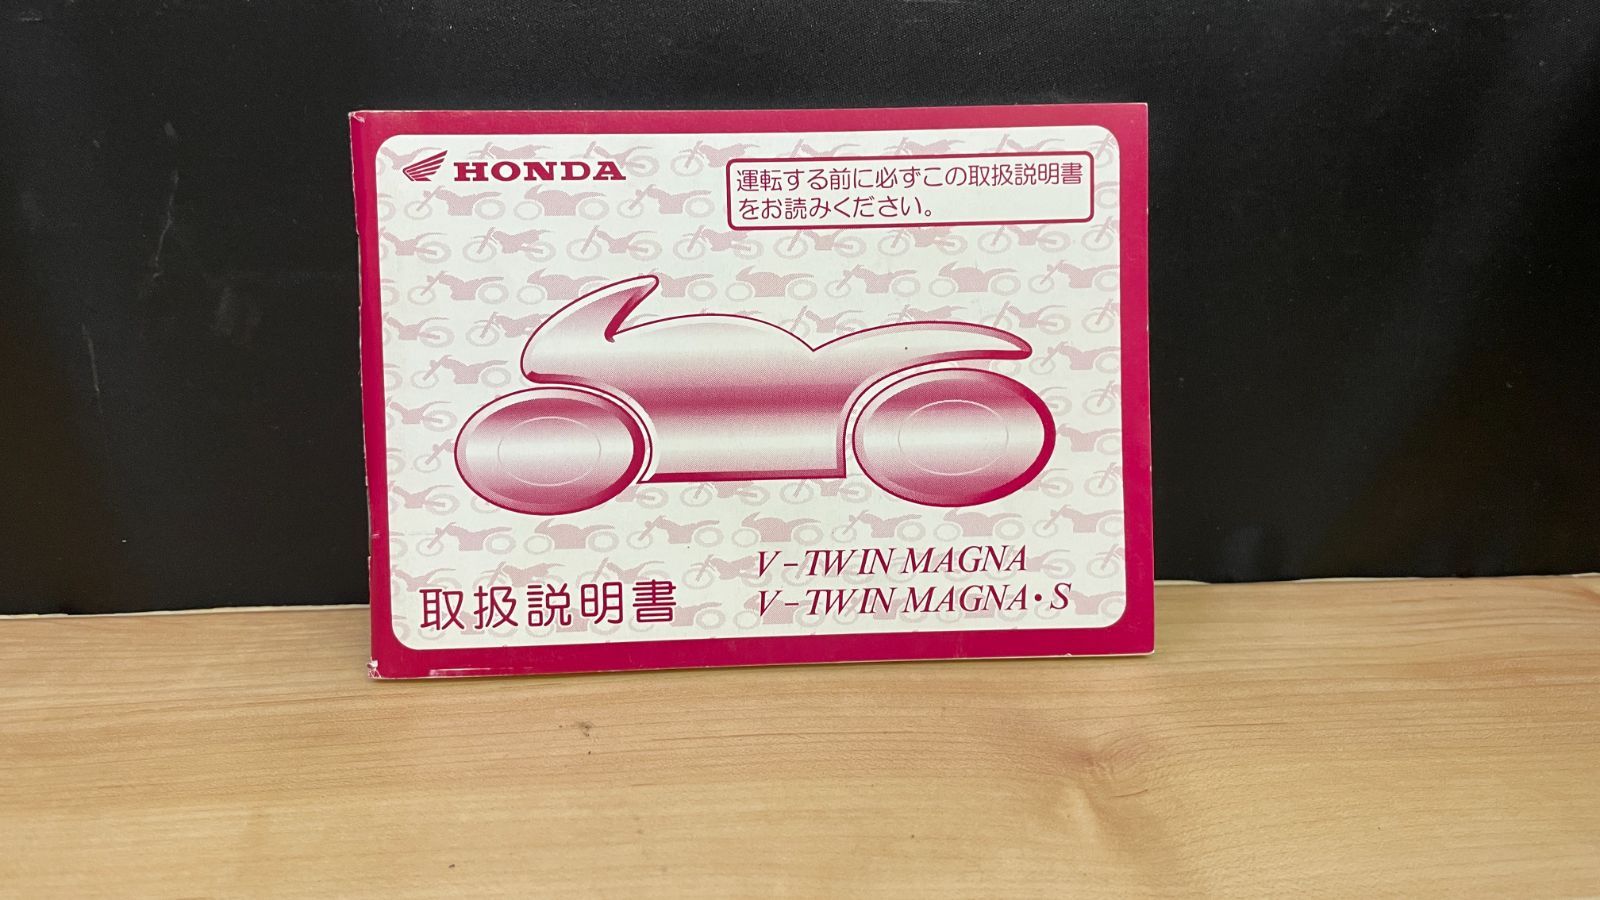 HONDA
運転する前に必ずこの取扱説明書
をお読みください。
V-TWIN MAGNA
V-TWIN MAGNA・S
取扱説明書